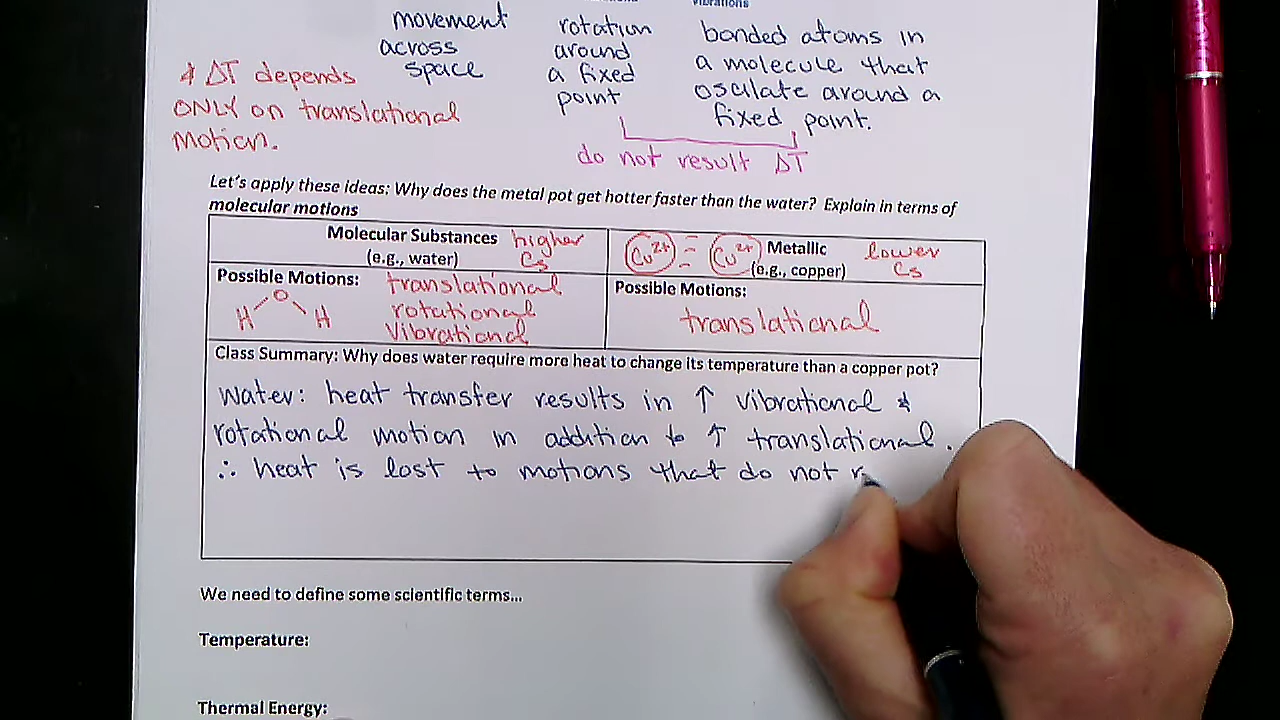 vibrations
movement
across
space
rotation
around
a fixed
point
bonded atoms in
a molecule that
osculate around a
fixed point.
* ΔT depends
ONLY on translational
motion.
do not result ΔT
Let's apply these ideas: Why does the metal pot get hotter faster than the water? Explain in terms of
molecular motions
Molecular Substances higher
(e.g., water) Cs
Cu²⁺ Cu²⁺ Metallic lower
(e.g., copper) Cs
Possible Motions: translational
rotational
vibrational
H O H
Possible Motions:
translational
Class Summary: Why does water require more heat to change its temperature than a copper pot?
Water: heat transfer results in ↑ vibrational &
rotational motion in addition to ↑ translational.
∴ heat is lost to motions that do not r
We need to define some scientific terms...
Temperature:
Thermal Energy: